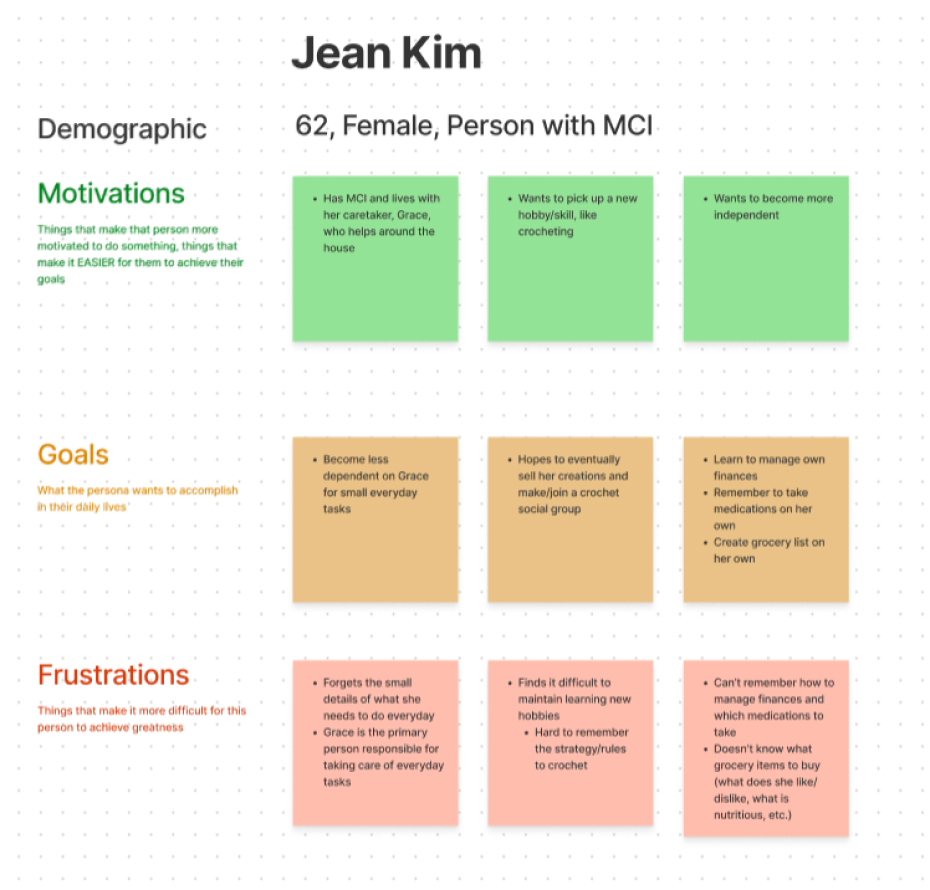 Jean Kim
Demographic
62, Female, Person with MCI
Motivations
Things that make that person more
motivated to do something, things that
make it EASIER for them to achieve their
goals
• Has MCI and lives with
her caretaker, Grace,
who helps around the
house
• Wants to pick up a new
hobby/skill, like
crocheting
• Wants to become more
independent
Goals
What the persona wants to accomplish
in their daily lives
• Become less
dependent on Grace
for small everyday
tasks
• Hopes to eventually
sell her creations and
make/join a crochet
social group
• Learn to manage own
finances
• Remember to take
medications on her
own
• Create grocery list on
her own
Frustrations
Things that make it more difficult for this
person to achieve greatness
• Forgets the small
details of what she
needs to do everyday
• Grace is the primary
person responsible for
taking care of everyday
tasks
• Finds it difficult to
maintain learning new
hobbies
• Hard to remember
the strategy/rules
to crochet
• Can't remember how to
manage finances and
which medications to
take
• Doesn't know what
grocery items to buy
(what does she like/
dislike, what is
nutritious, etc.)